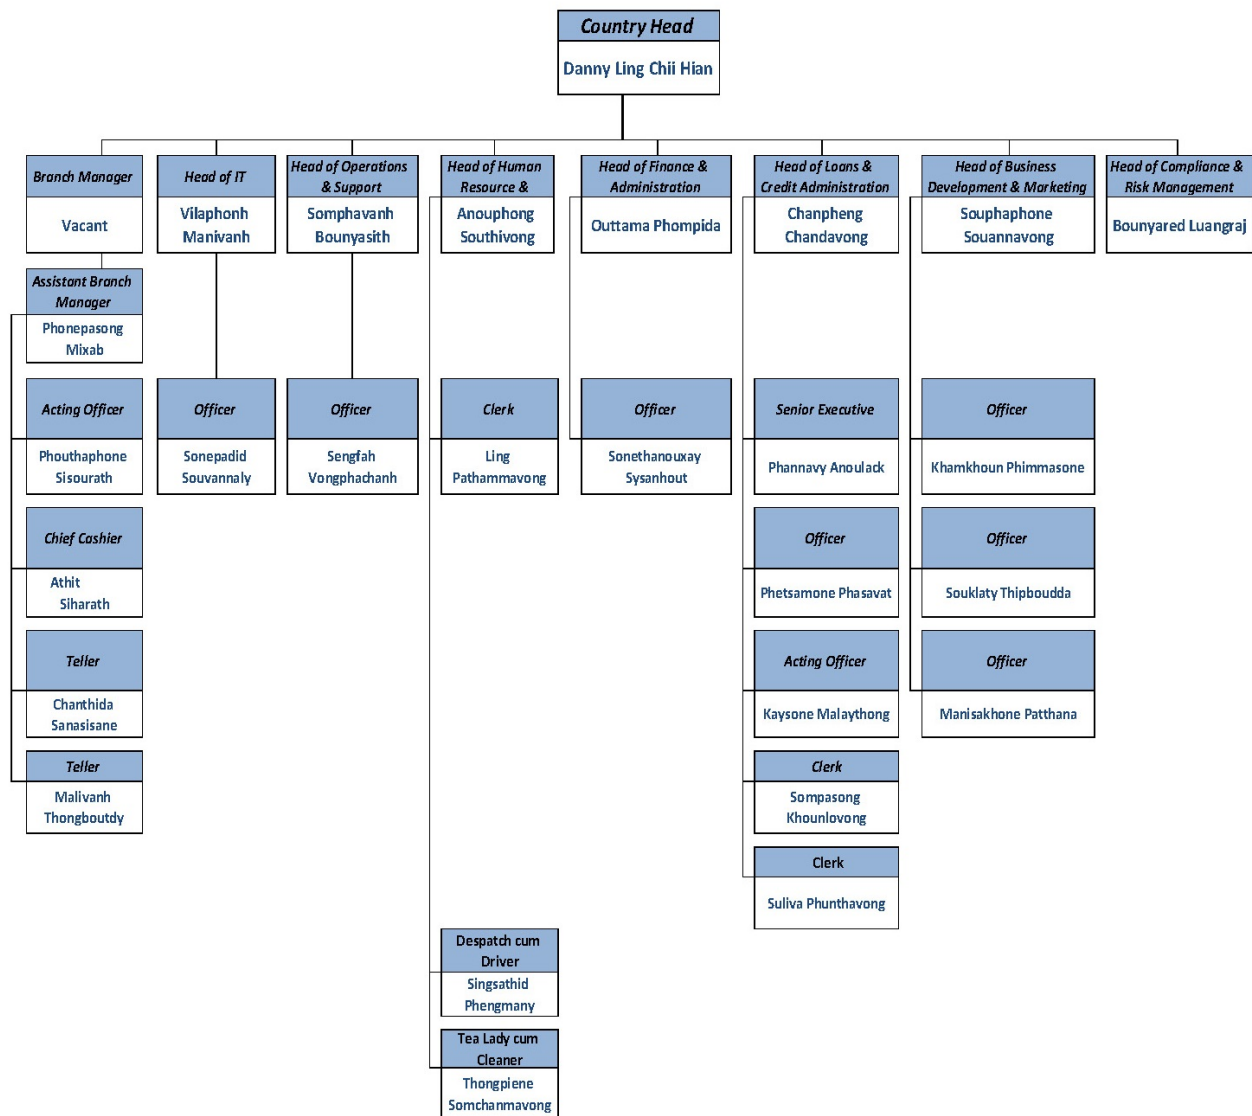 Country Head
Danny Ling Chii Hian
Branch Manager
Vacant
Head of IT
Vilaphonh
Manivanh
Head of Operations
& Support
Somphavanh
Bounyasith
Head of Human
Resource &
Anouphong
Southivong
Head of Finance &
Administration
Outtama Phompida
Head of Loans &
Credit Administration
Chanpheng
Chandavong
Head of Business
Development & Marketing
Souphaphone
Souannavong
Head of Compliance &
Risk Management
Bounyared Luangraj
Assistant Branch
Manager
Phonepasong
Mixab
Acting Officer
Phouthaphone
Sisourath
Officer
Sonepadid
Souvannaly
Officer
Sengfah
Vongphachanh
Clerk
Ling
Pathammavong
Officer
Sonethanouxay
Sysanhout
Senior Executive
Phannavy Anoulack
Officer
Khamkhoun Phimmasone
Chief Cashier
Athit
Siharath
Officer
Phetsamone Phasavat
Officer
Souklaty Thipboudda
Teller
Chanthida
Sanasisane
Acting Officer
Kaysone Malaythong
Officer
Manisakhone Patthana
Teller
Malivanh
Thongboutdy
Clerk
Sompasong
Khounlovong
Clerk
Suliva Phunthavong
Despatch cum
Driver
Singsathid
Phengmany
Tea Lady cum
Cleaner
Thongpiene
Somchanmavong